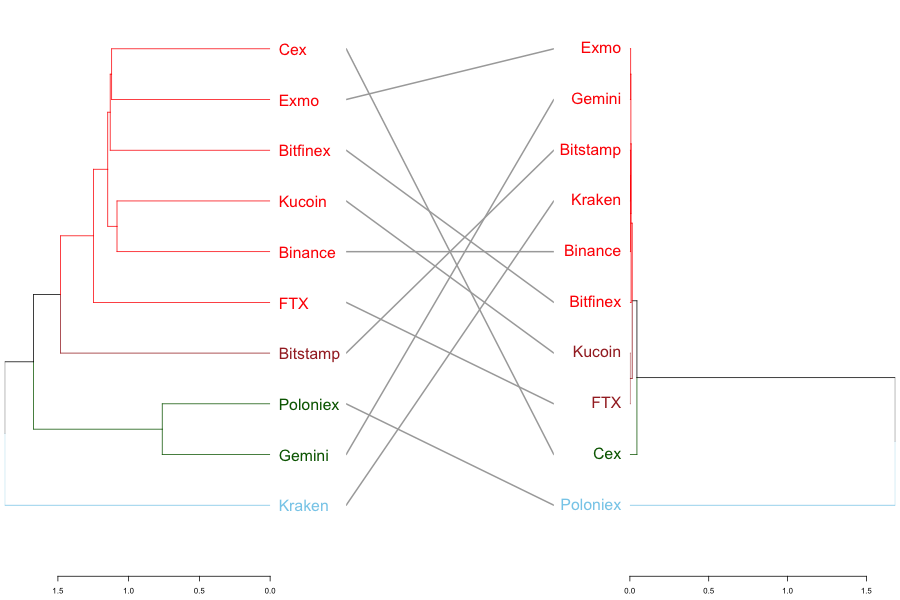 Cex
Exmo
Bitfinex
Kucoin
Binance
FTX
Bitstamp
Poloniex
Gemini
Kraken
1.5 1.0 0.5 0.0
Exmo
Gemini
Bitstamp
Kraken
Binance
Bitfinex
Kucoin
FTX
Cex
Poloniex
0.0 0.5 1.0 1.5